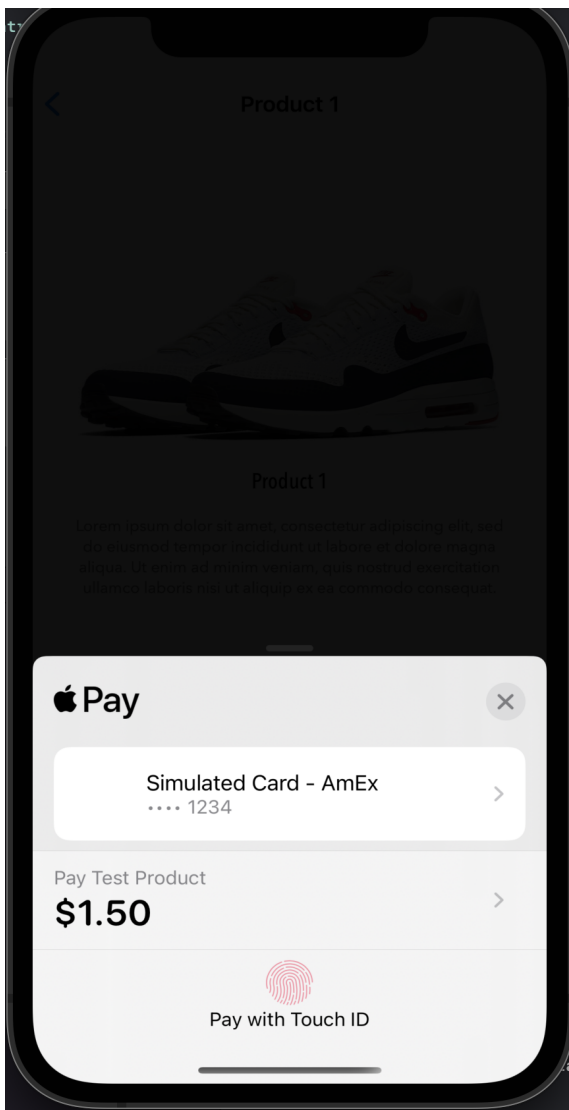 Product 1
Product 1
Lorem ipsum dolor sit amet, consectetur adipiscing elit, sed
do eiusmod tempor incididunt ut labore et dolore magna
aliqua. Ut enim ad minim veniam, quis nostrud exercitation
ullamco laboris nisi ut aliquip ex ea commodo consequat.
Pay
Simulated Card - AmEx
•••• 1234
Pay Test Product
$1.50
Pay with Touch ID